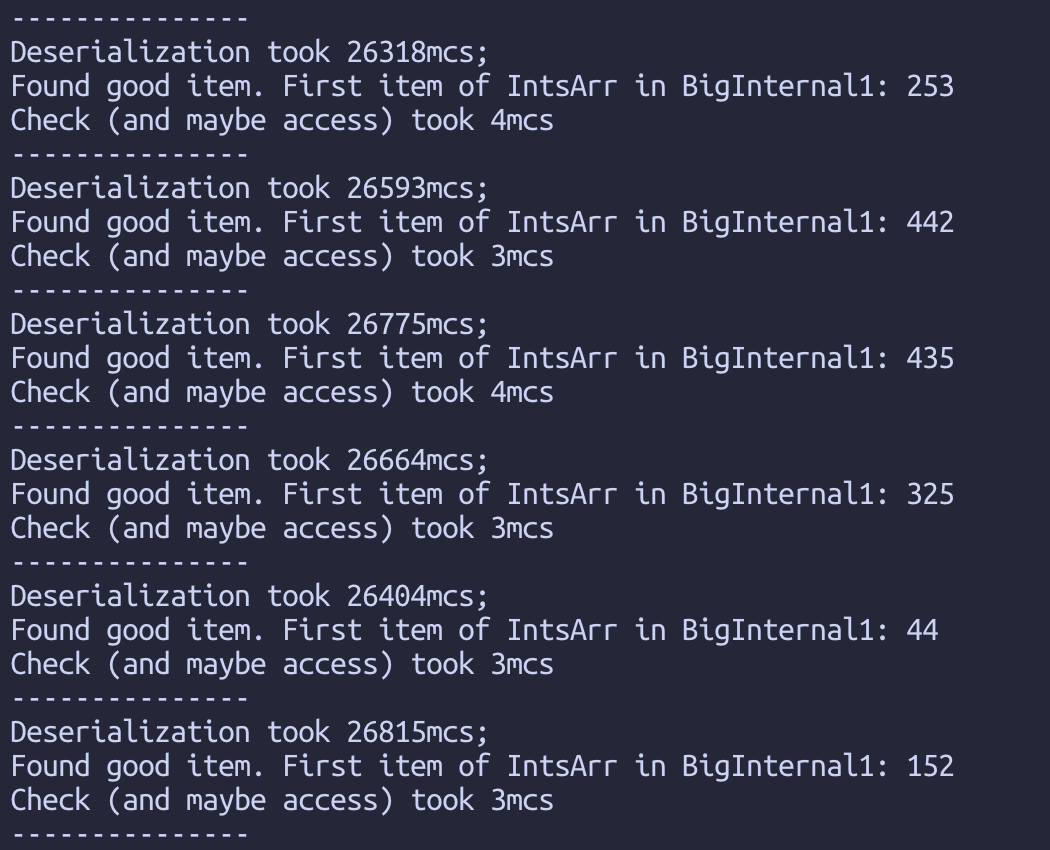 ---------------
Deserialization took 26318mcs;
Found good item. First item of IntsArr in BigInternal1: 253
Check (and maybe access) took 4mcs
---------------
Deserialization took 26593mcs;
Found good item. First item of IntsArr in BigInternal1: 442
Check (and maybe access) took 3mcs
---------------
Deserialization took 26775mcs;
Found good item. First item of IntsArr in BigInternal1: 435
Check (and maybe access) took 4mcs
---------------
Deserialization took 26664mcs;
Found good item. First item of IntsArr in BigInternal1: 325
Check (and maybe access) took 3mcs
---------------
Deserialization took 26404mcs;
Found good item. First item of IntsArr in BigInternal1: 44
Check (and maybe access) took 3mcs
---------------
Deserialization took 26815mcs;
Found good item. First item of IntsArr in BigInternal1: 152
Check (and maybe access) took 3mcs
---------------